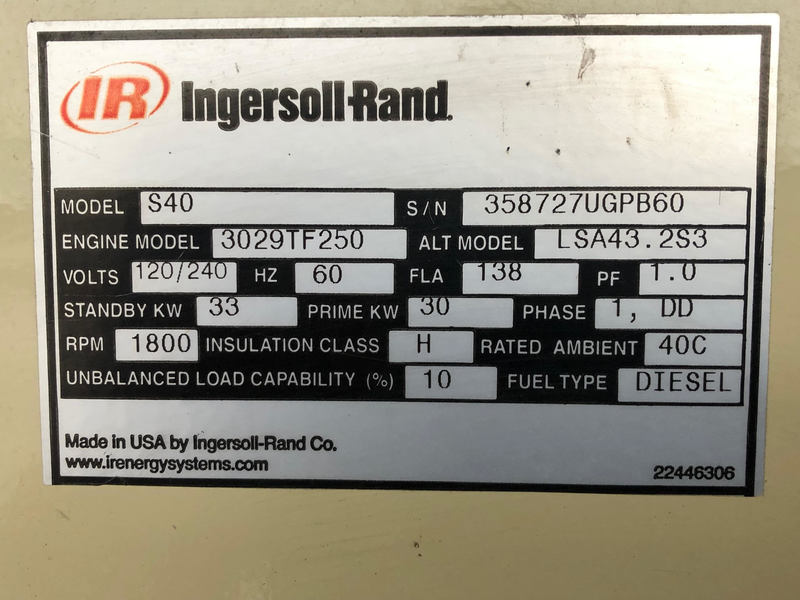 IR Ingersoll-Rand.
MODEL S40 S/N 358727UGPB60
ENGINE MODEL 3029TF250 ALT MODEL LSA43.2S3
VOLTS 120/240 HZ 60 FLA 138 PF 1.0
STANDBY KW 33 PRIME KW 30 PHASE 1, DD
RPM 1800 INSULATION CLASS H RATED AMBIENT 40C
UNBALANCED LOAD CAPABILITY (%) 10 FUEL TYPE DIESEL
Made in USA by Ingersoll-Rand Co.
www.irenergysystems.com 22446306